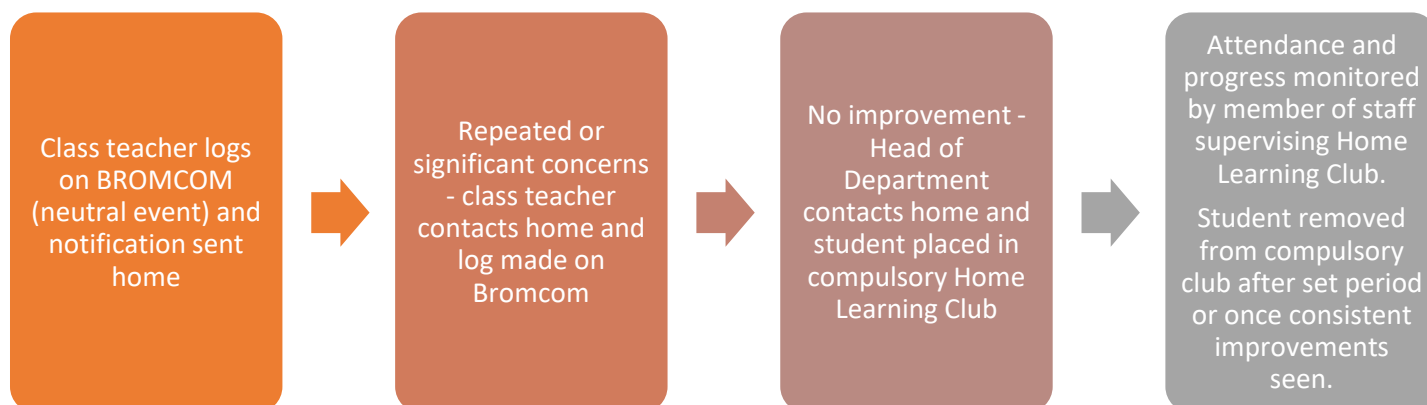 Class teacher logs
on BROMCOM
(neutral event) and
notification sent
home
Repeated or
significant concerns
- class teacher
contacts home and
log made on
Bromcom
No improvement -
Head of
Department
contacts home and
student placed in
compulsory Home
Learning Club
Attendance and
progress monitored
by member of staff
supervising Home
Learning Club.
Student removed
from compulsory
club after set period
or once consistent
improvements
seen.